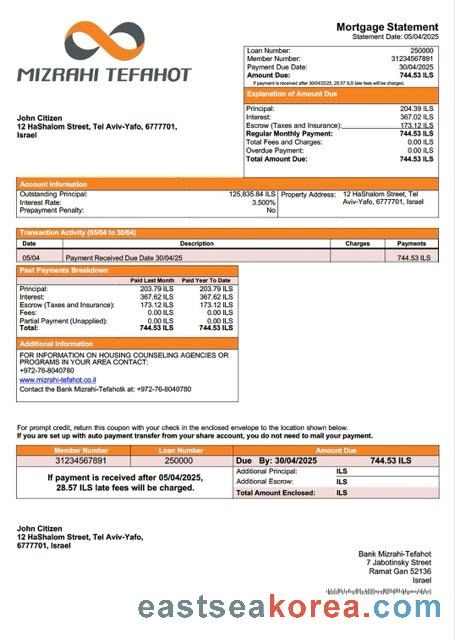 Mortgage Statement
Statement Date: 05/04/2025
MIZRAHI TEFAHOT
Loan Number: 250000
Member Number: 31234567891
Payment Due Date: 30/04/2025
Amount Due: 744.53 ILS
If payment is received after 30/04/2025, 28.57 ILS late fees will be charged.
John Citizen
12 HaShalom Street, Tel Aviv-Yafo, 6777701,
Israel
Explanation of Amount Due
Principal: 204.39 ILS
Interest: 367.02 ILS
Escrow (Taxes and Insurance): 173.12 ILS
Regular Monthly Payment: 744.53 ILS
Total Fees and Charges: 0.00 ILS
Overdue Payment: 0.00 ILS
Total Amount Due: 744.53 ILS
Account Information
Outstanding Principal: 125,835.84 ILS
Interest Rate: 3.500%
Prepayment Penalty: No
Property Address: 12 HaShalom Street, Tel
Aviv-Yafo, 6777701, Israel
Transaction Activity (05/04 to 30/04)
Date Description Charges Payments
05/04 Payment Received Due Date 30/04/25 744.53 ILS
Past Payments Breakdown
Paid Last Month Paid Year To Date
Principal: 203.79 ILS 203.79 ILS
Interest: 367.62 ILS 367.62 ILS
Escrow (Taxes and Insurance): 173.12 ILS 173.12 ILS
Fees: 0.00 ILS 0.00 ILS
Partial Payment (Unapplied): 0.00 ILS 0.00 ILS
Total: 744.53 ILS 744.53 ILS
Additional Information
FOR INFORMATION ON HOUSING COUNSELING AGENCIES OR
PROGRAMS IN YOUR AREA CONTACT:
+972-76-8040780
www.mizrahi-tefahot.co.il
Contact the Bank Mizrahi-Tefahotk at: +972-76-8040780
For prompt credit, return this coupon with your check in the enclosed envelope to the location shown below.
If you are set up with auto payment transfer from your share account, you do not need to mail your payment.
Member Number Loan Number Amount Due
31234567891 250000 Due By: 30/04/2025 744.53 ILS
If payment is received after 05/04/2025,
28.57 ILS late fees will be charged.
Additional Principal: ILS
Additional Escrow: ILS
Total Amount Enclosed: ILS
John Citizen
12 HaShalom Street, Tel Aviv-Yafo,
6777701, Israel
Bank Mizrahi-Tefahot
7 Jabotinsky Street
Ramat Gan 52136
Israel
eastseakorea.com